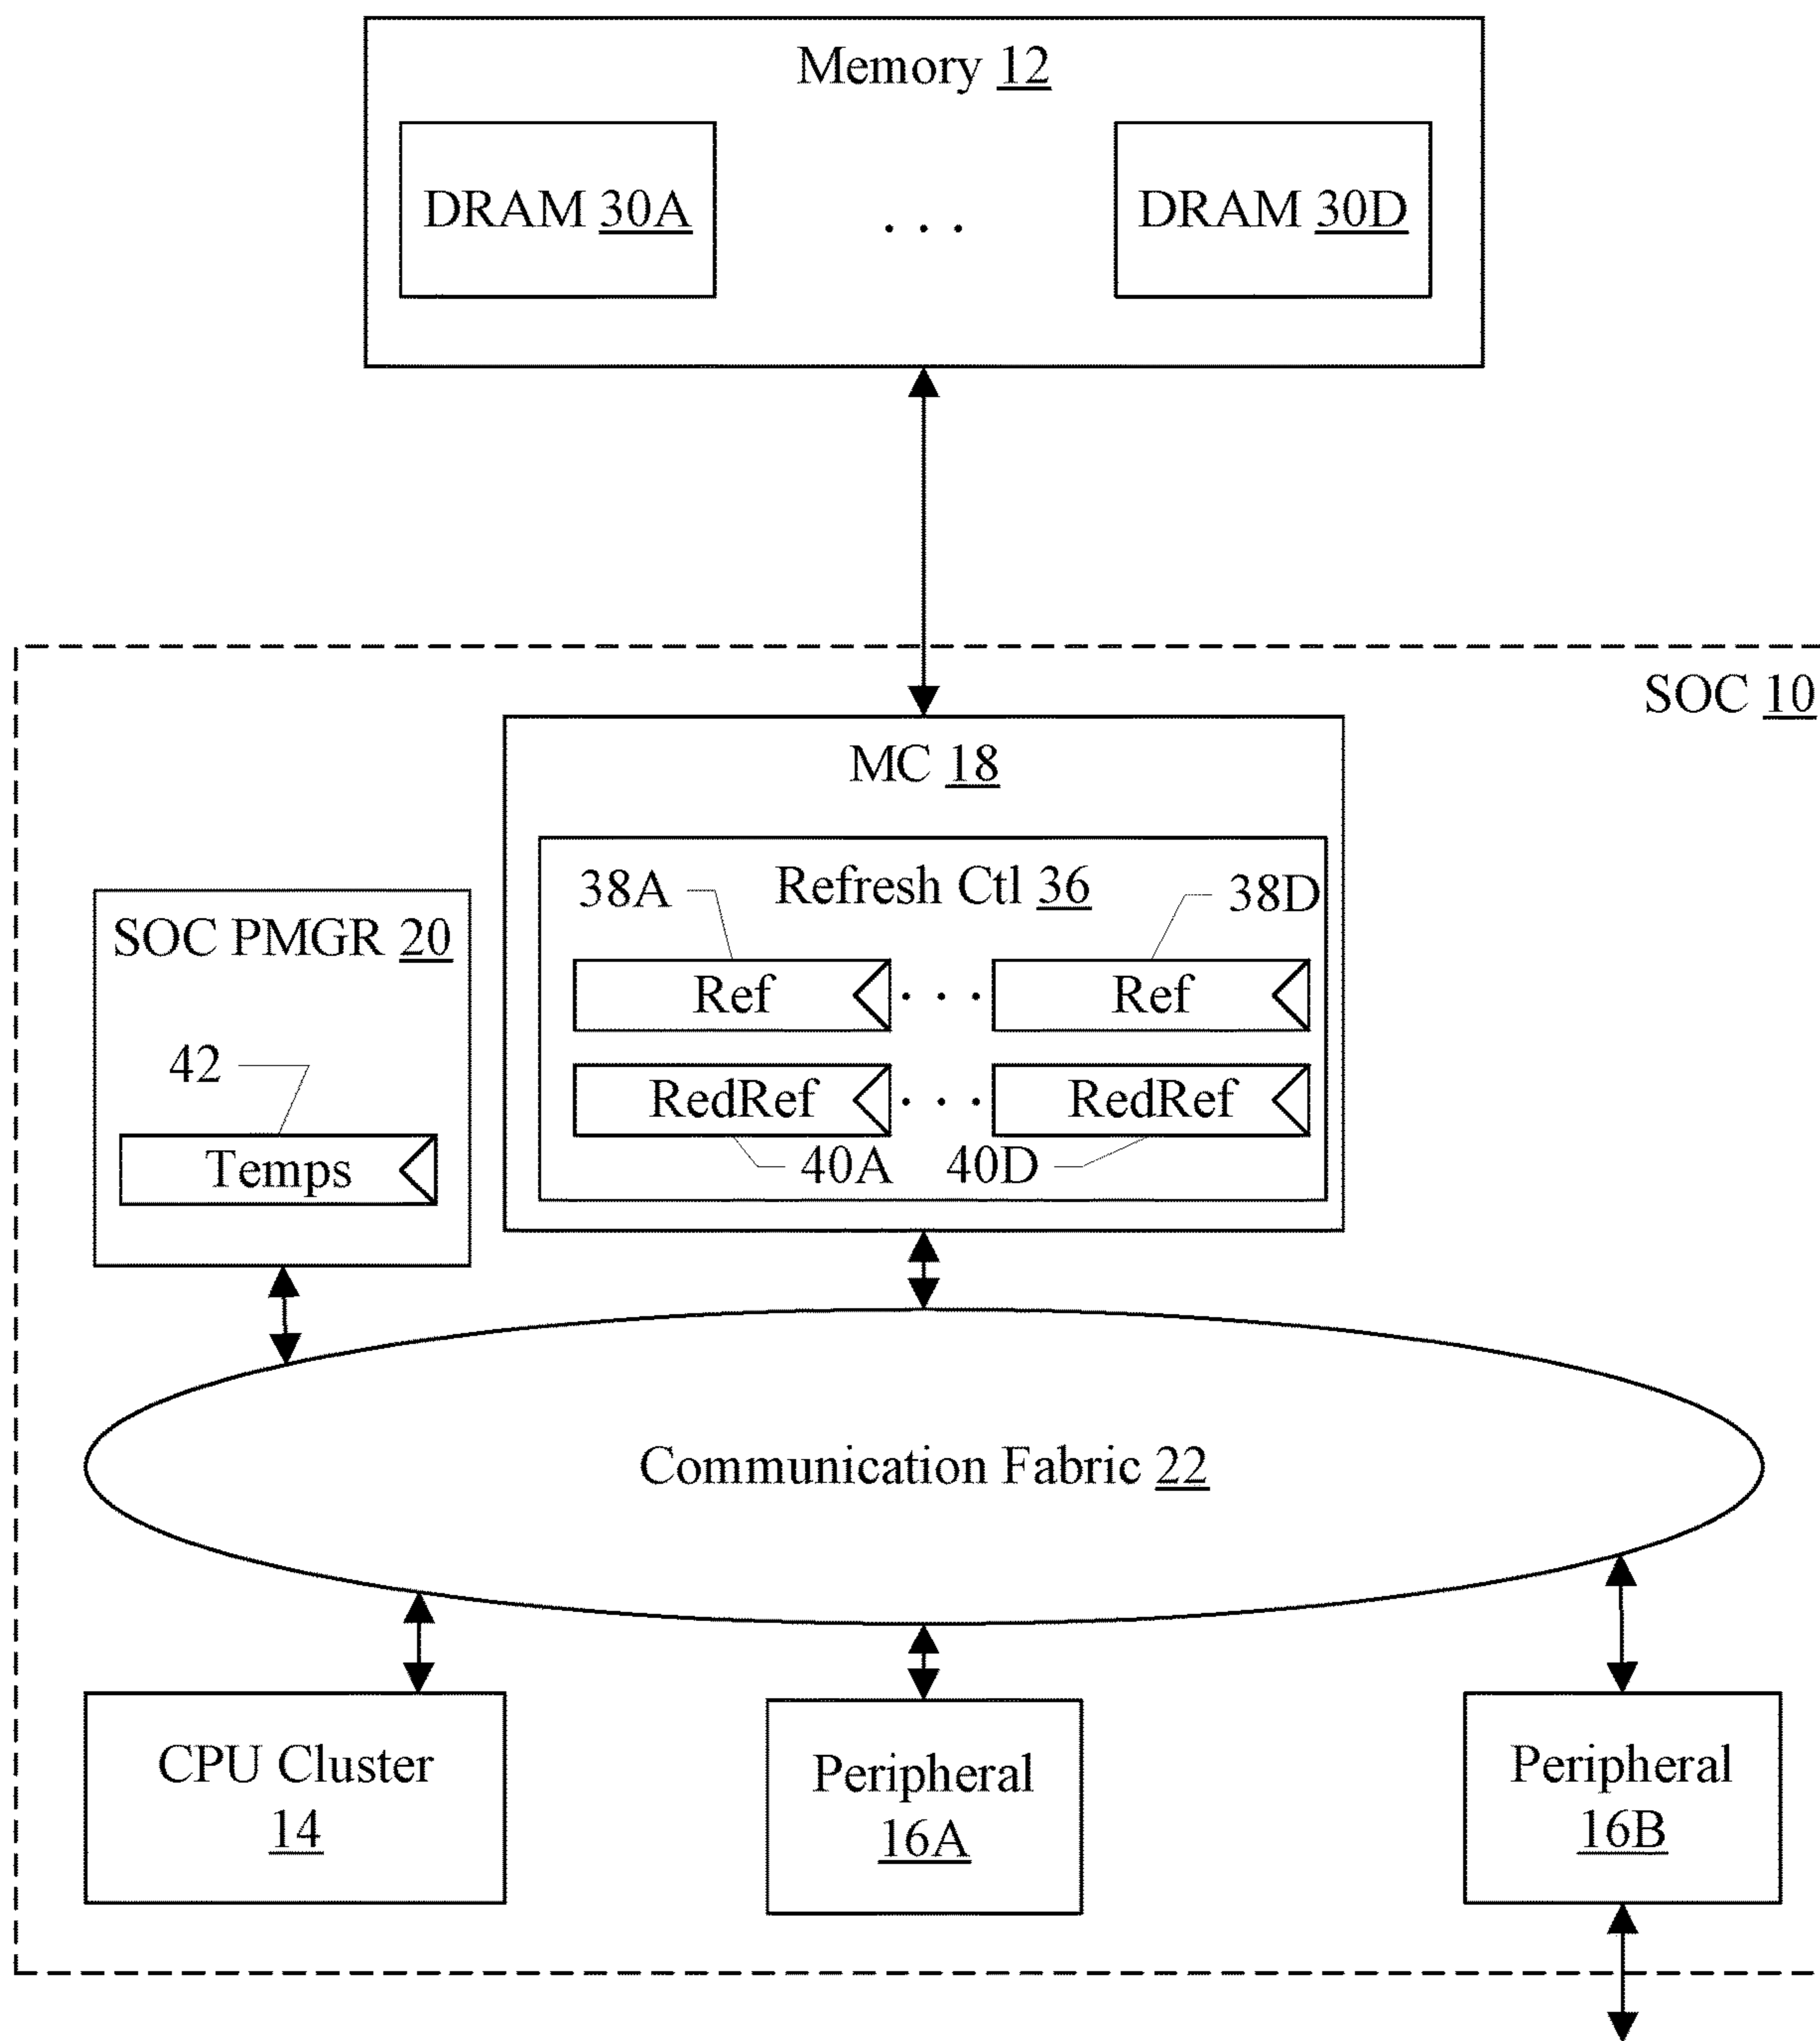 Memory 12
DRAM 30A
. . .
DRAM 30D
SOC 10
MC 18
Refresh Ctl 36
38A
38D
Ref
. . .
Ref
RedRef
. . .
RedRef
40A
40D
SOC PMGR 20
42
Temps
Communication Fabric 22
CPU Cluster
14
Peripheral
16A
Peripheral
16B